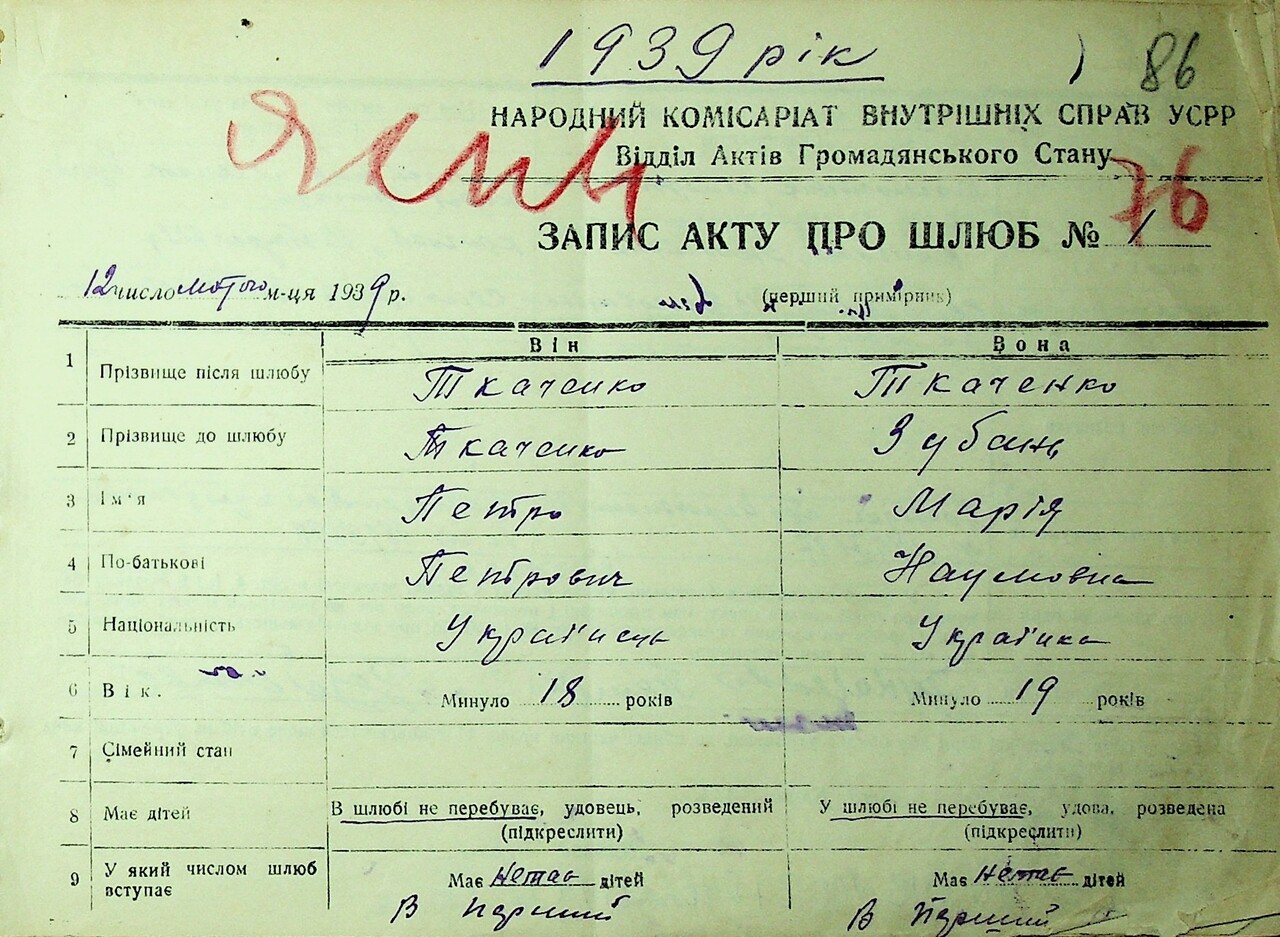 1939 рік
86
НАРОДНИЙ КОМІСАРІАТ ВНУТРІШНІХ СПРАВ УСРР
Відділ Актів Громадянського Стану
76
ЗАПИС АКТУ ПРО ШЛЮБ № 1
12 число лютого м-ця 1939 р.
(перший примірник)
Він Вона
1 Прізвище після шлюбу Ткаченко Ткаченко
2 Прізвище до шлюбу Ткаченко Зубань
3 Ім'я Петро Марія
4 По-батькові Петрович Наумовна
5 Національність Українець Українка
6 Вік. Минуло 18 років Минуло 19 років
7 Сімейний стан
8 Має дітей В шлюбі не перебуває, удовець, розведений У шлюбі не перебуває, удова, розведена
(підкреслити) (підкреслити)
9 У який числом шлюб вступає Має немає дітей Має немає дітей
В перший В перший